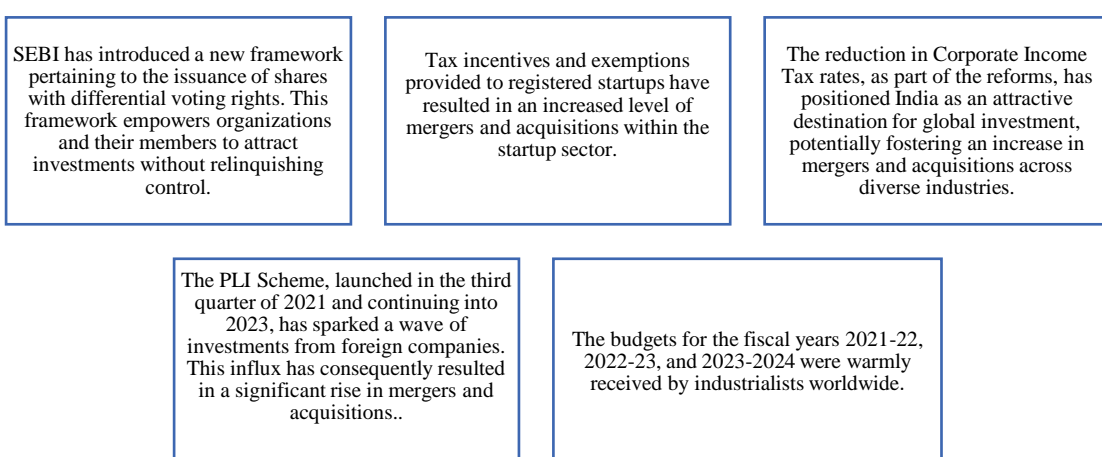 SEBI has introduced a new framework
pertaining to the issuance of shares
with differential voting rights. This
framework empowers organizations
and their members to attract
investments without relinquishing
control.
Tax incentives and exemptions
provided to registered startups have
resulted in an increased level of
mergers and acquisitions within the
startup sector.
The reduction in Corporate Income
Tax rates, as part of the reforms, has
positioned India as an attractive
destination for global investment,
potentially fostering an increase in
mergers and acquisitions across
diverse industries.
The PLI Scheme, launched in the third
quarter of 2021 and continuing into
2023, has sparked a wave of
investments from foreign companies.
This influx has consequently resulted
in a significant rise in mergers and
acquisitions..
The budgets for the fiscal years 2021-22,
2022-23, and 2023-2024 were warmly
received by industrialists worldwide.